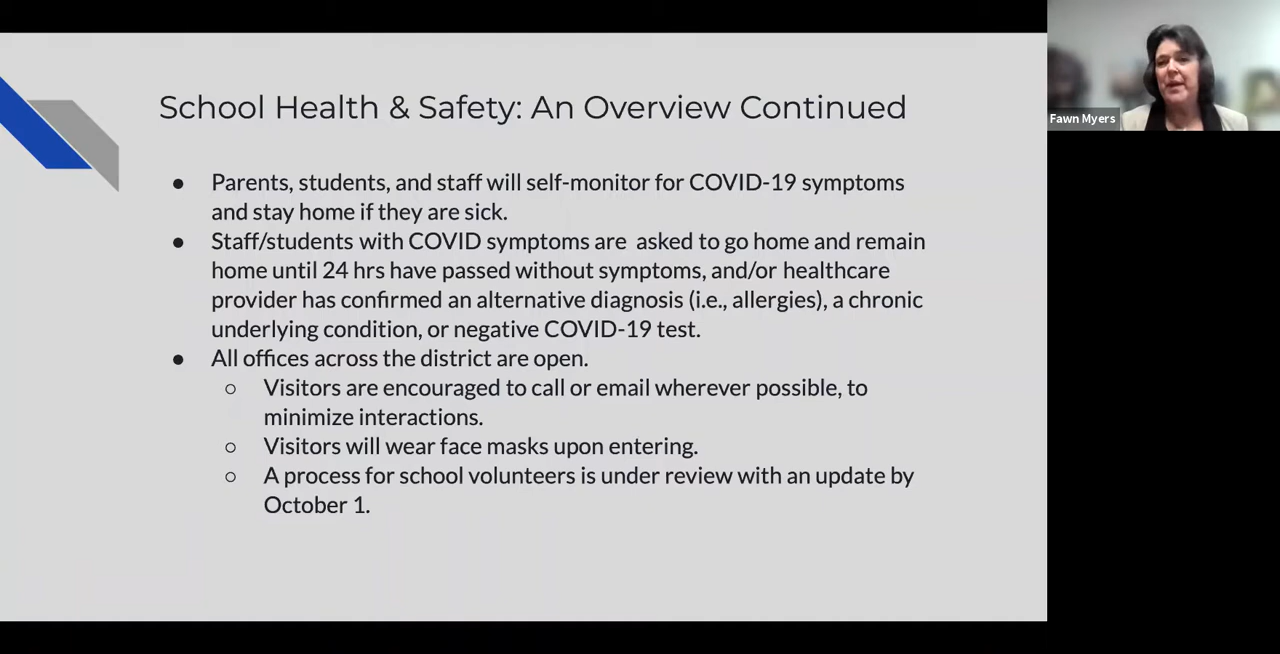 School Health & Safety: An Overview Continued
● Parents, students, and staff will self-monitor for COVID-19 symptoms
and stay home if they are sick.
● Staff/students with COVID symptoms are  asked to go home and remain
home until 24 hrs have passed without symptoms, and/or healthcare
provider has confirmed an alternative diagnosis (i.e., allergies), a chronic
underlying condition, or negative COVID-19 test.
● All offices across the district are open.
○ Visitors are encouraged to call or email wherever possible, to
minimize interactions.
○ Visitors will wear face masks upon entering.
○ A process for school volunteers is under review with an update by
October 1.
Fawn Myers